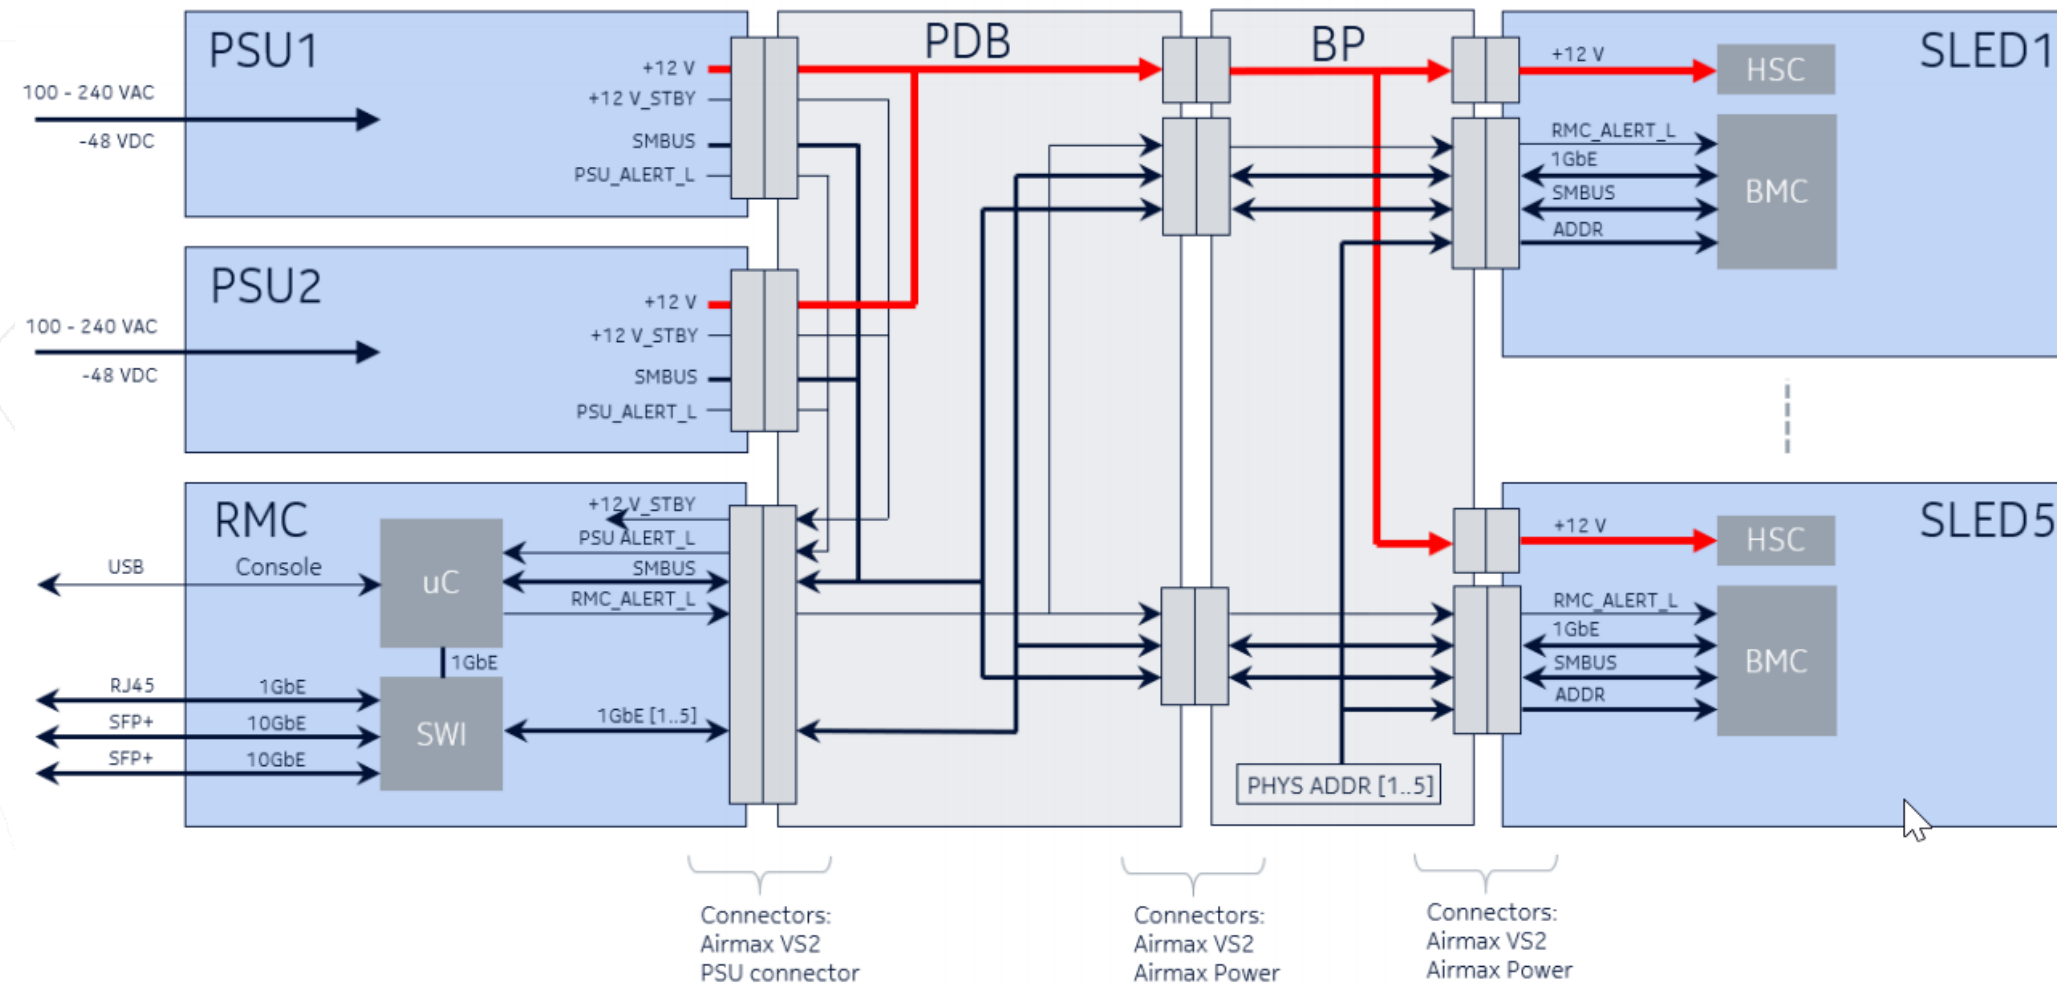 PSU1
100 - 240 VAC
-48 VDC
+12 V
+12 V_STBY
SMBUS
PSU_ALERT_L
PSU2
100 - 240 VAC
-48 VDC
+12 V
+12 V_STBY
SMBUS
PSU_ALERT_L
RMC
+12 V_STBY
PSU ALERT_L
SMBUS
RMC_ALERT_L
USB
Console
uC
1GbE
RJ45
1GbE
SFP+
10GbE
SFP+
10GbE
SWI
1GbE [1..5]
PDB
BP
PHYS ADDR [1..5]
SLED1
+12 V
HSC
RMC_ALERT_L
1GbE
SMBUS
ADDR
BMC
SLED5
+12 V
HSC
RMC_ALERT_L
1GbE
SMBUS
ADDR
BMC
Connectors:
Airmax VS2
PSU connector
Connectors:
Airmax VS2
Airmax Power
Connectors:
Airmax VS2
Airmax Power